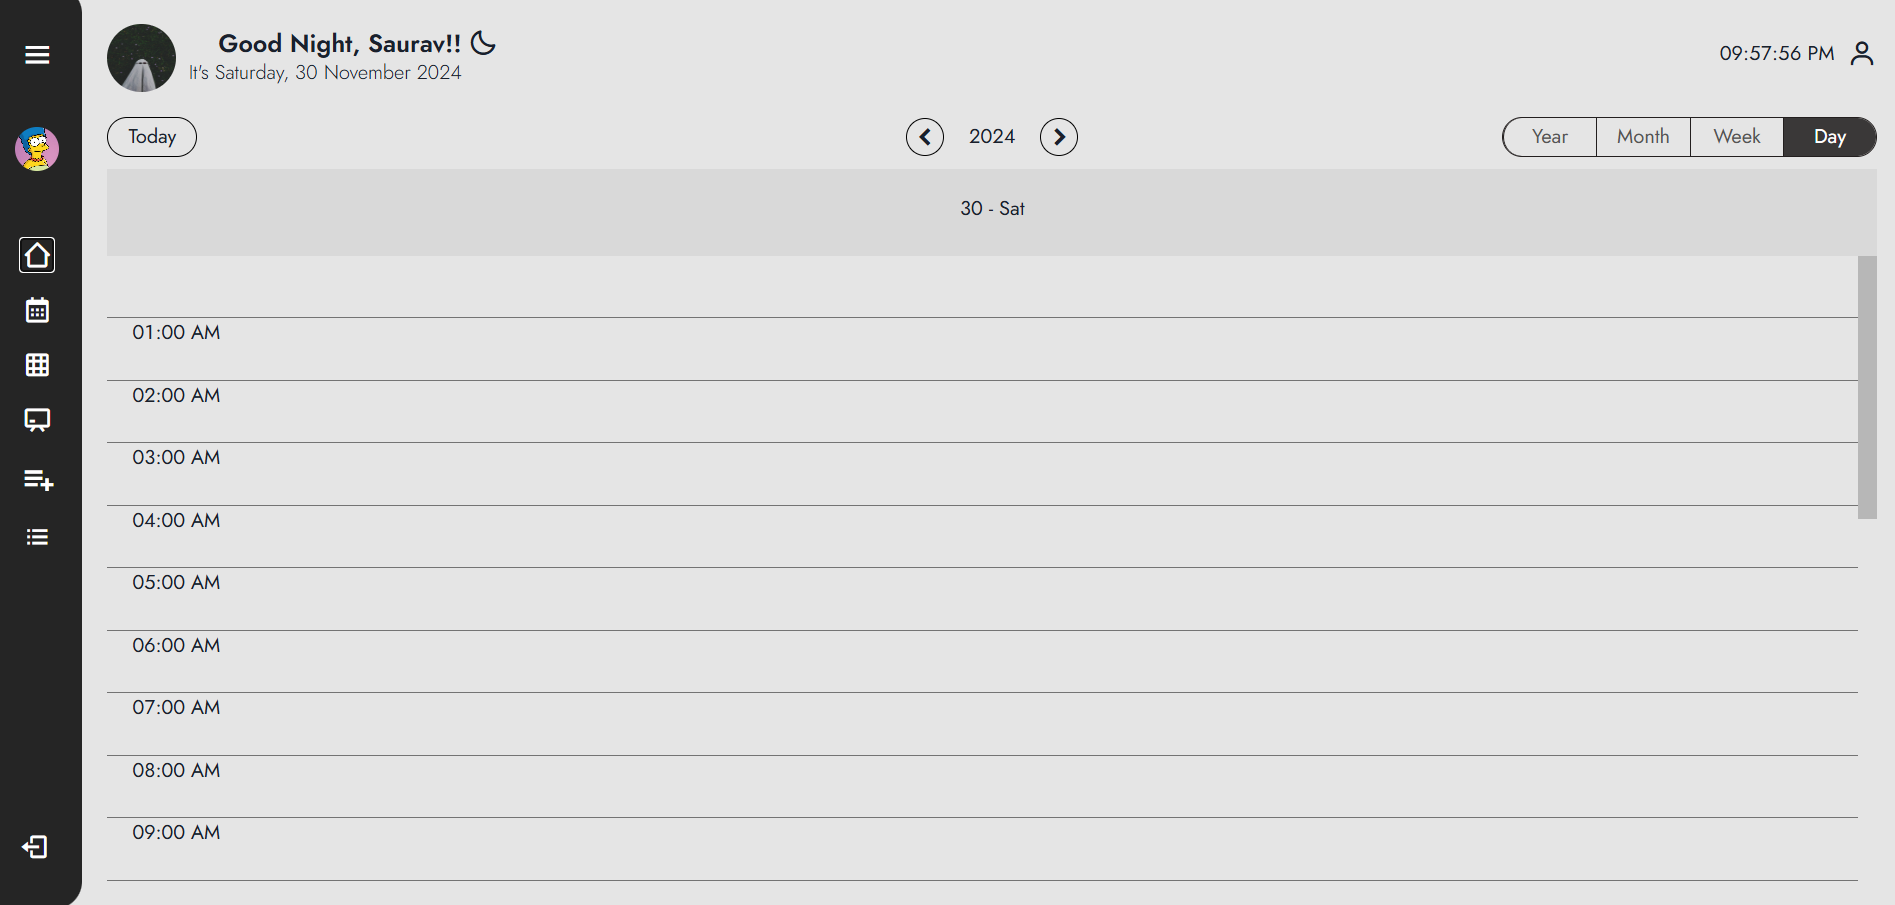 Good Night, Saurav!!
It's Saturday, 30 November 2024
09:57:56 PM
Today
2024
Year
Month
Week
Day
30 - Sat
01:00 AM
02:00 AM
03:00 AM
04:00 AM
05:00 AM
06:00 AM
07:00 AM
08:00 AM
09:00 AM